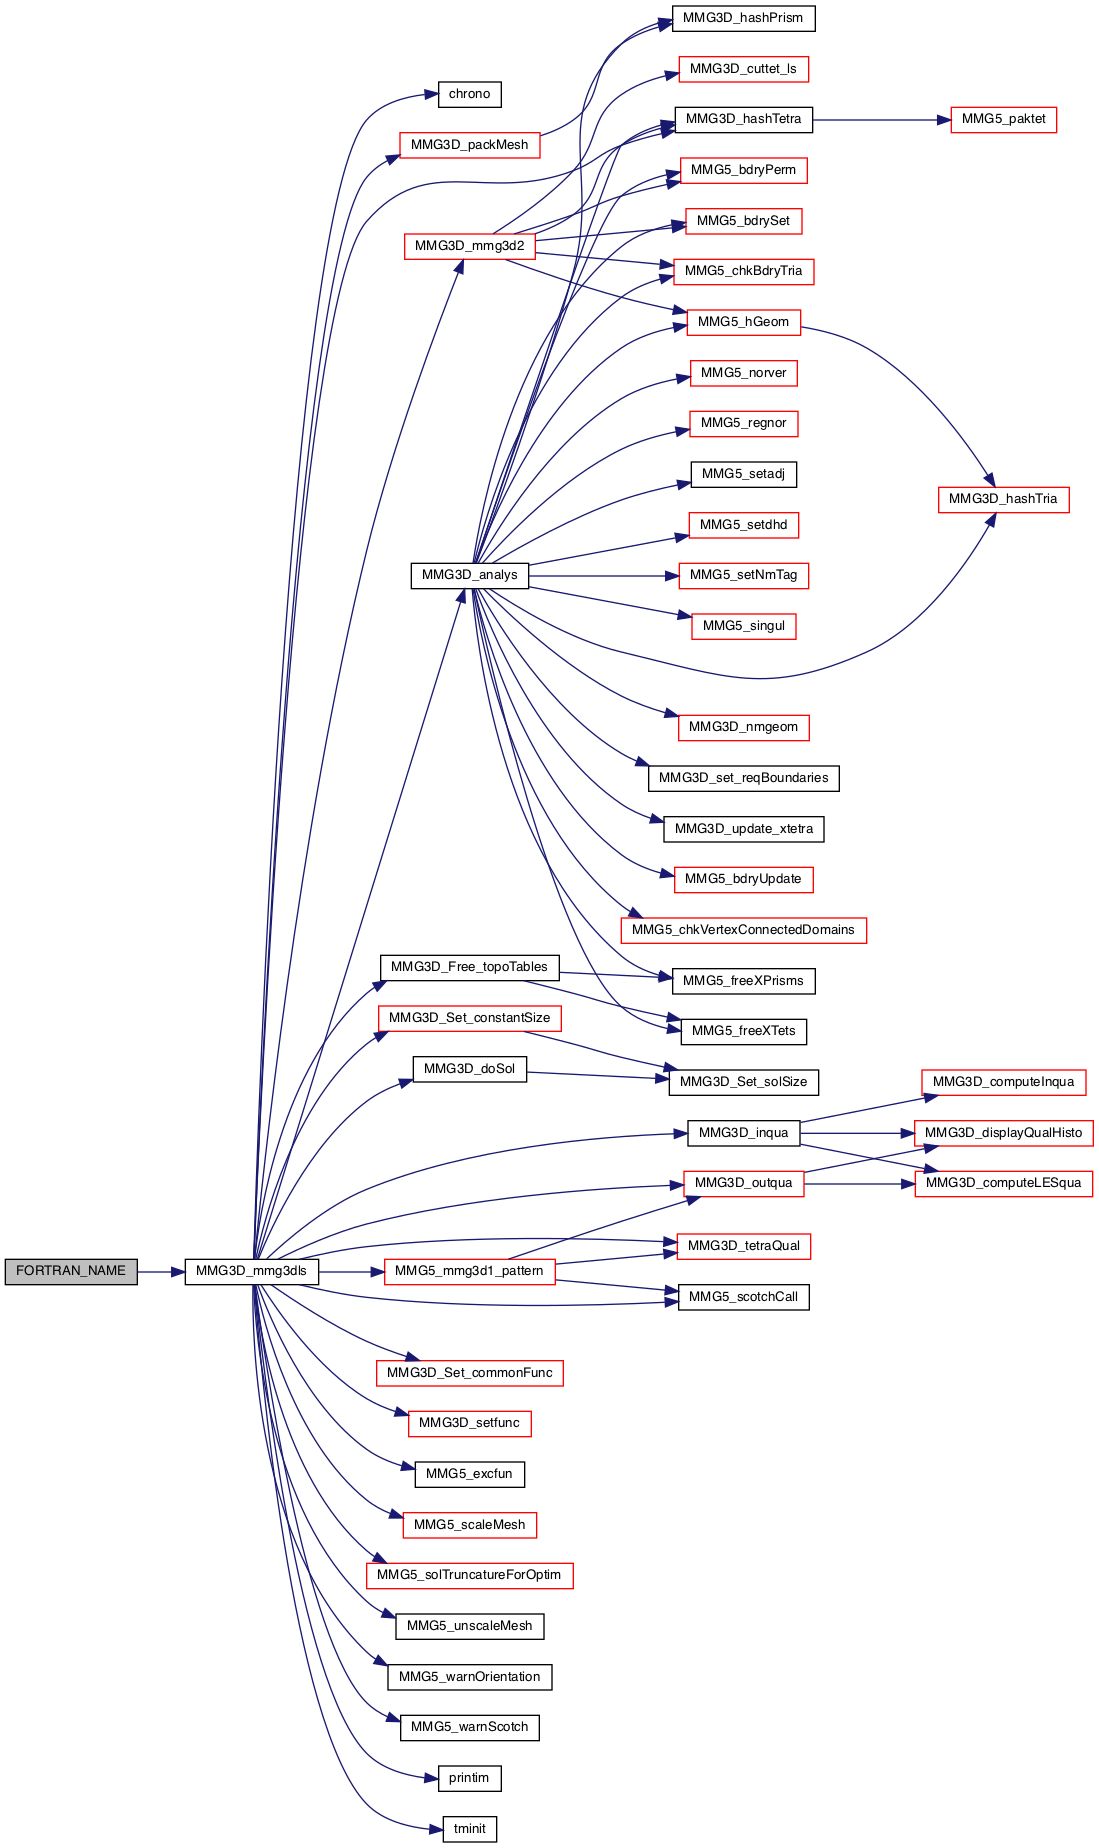 MMG3D_hashPrism
MMG3D_cuttet_ls
chrono
MMG3D_hashTetra
MMG5_paktet
MMG3D_packMesh
MMG5_bdryPerm
MMG5_bdrySet
MMG3D_mmg3d2
MMG5_chkBdryTria
MMG5_hGeom
MMG5_norver
MMG5_regnor
MMG5_setadj
MMG3D_hashTria
MMG5_setdhd
MMG3D_analys
MMG5_setNmTag
MMG5_singul
MMG3D_nmgeom
MMG3D_set_reqBoundaries
MMG3D_update_xtetra
MMG5_bdryUpdate
MMG5_chkVertexConnectedDomains
MMG3D_Free_topoTables
MMG5_freeXPrisms
MMG3D_Set_constantSize
MMG5_freeXTets
MMG3D_doSol
MMG3D_Set_solSize
MMG3D_computeInqua
MMG3D_inqua
MMG3D_displayQualHisto
MMG3D_outqua
MMG3D_computeLESqua
MMG3D_tetraQual
FORTRAN_NAME
MMG3D_mmg3dls
MMG5_mmg3d1_pattern
MMG5_scotchCall
MMG3D_Set_commonFunc
MMG3D_setfunc
MMG5_excfun
MMG5_scaleMesh
MMG5_solTruncatureForOptim
MMG5_unscaleMesh
MMG5_warnOrientation
MMG5_warnScotch
printim
tminit